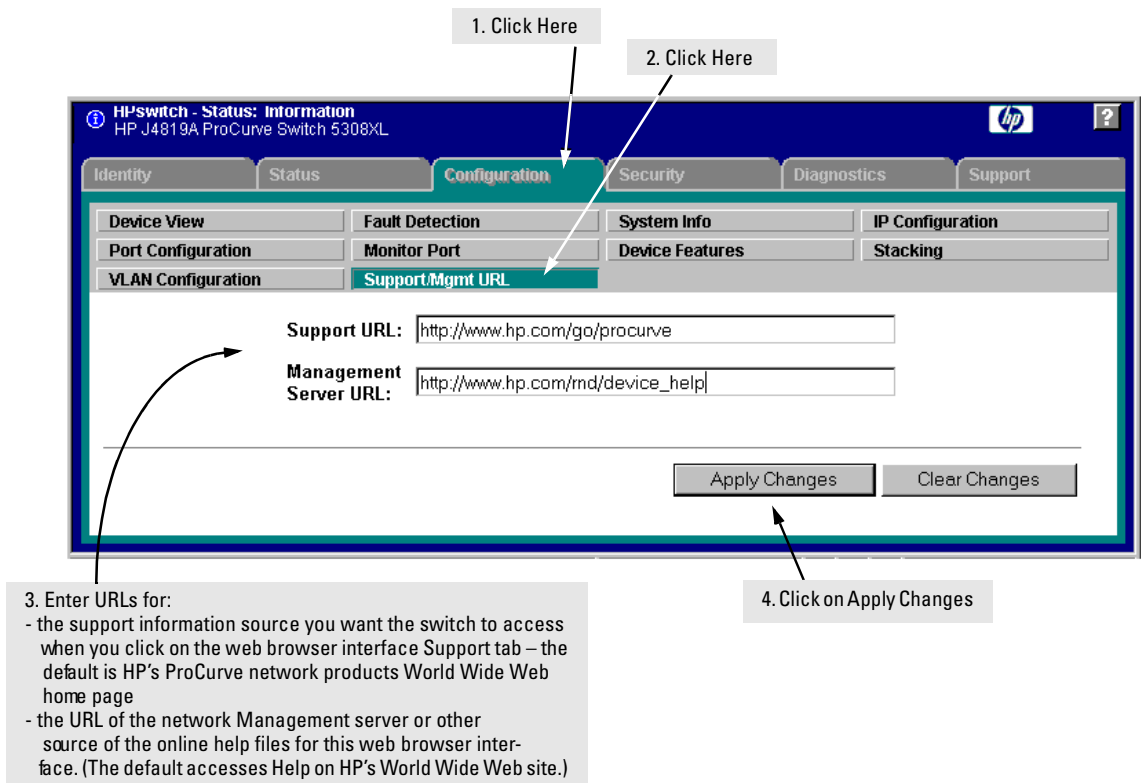 1. Click Here
2. Click Here
HPswitch - Status: Information
HP J4819A ProCurve Switch 5308XL
hp
?
Identity
Status
Configuration
Security
Diagnostics
Support
Device View
Fault Detection
System Info
IP Configuration
Port Configuration
Monitor Port
Device Features
Stacking
VLAN Configuration
Support/Mgmt URL
Support URL: http://www.hp.com/go/procurve
Management
Server URL: http://www.hp.com/rnd/device_help
Apply Changes
Clear Changes
3. Enter URLs for:
- the support information source you want the switch to access
when you click on the web browser interface Support tab – the
default is HP's ProCurve network products World Wide Web
home page
- the URL of the network Management server or other
source of the online help files for this web browser inter-
face. (The default accesses Help on HP's World Wide Web site.)
4. Click on Apply Changes